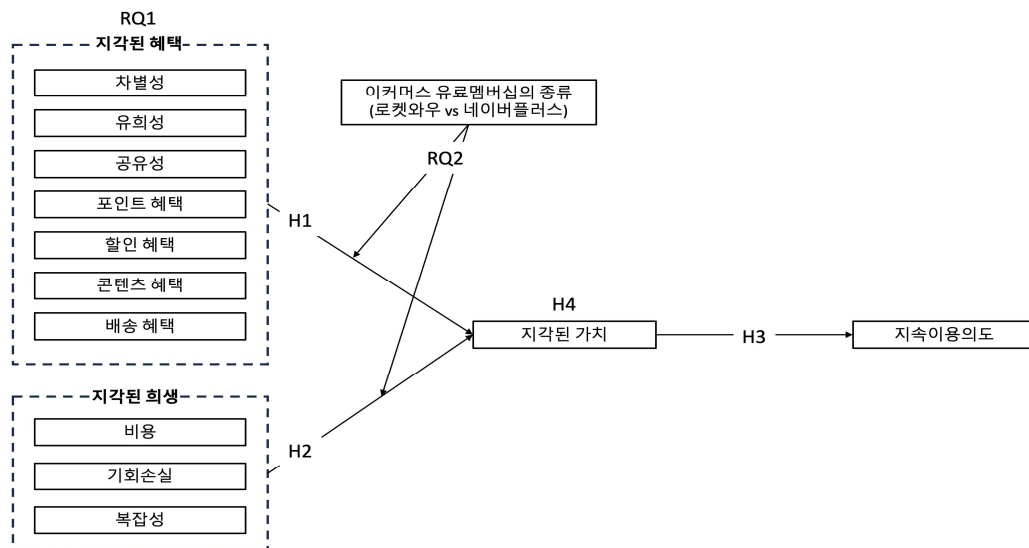 RQ1
지각된 혜택
차별성
유희성
공유성
포인트 혜택
할인 혜택
콘텐츠 혜택
배송 혜택
이커머스 유료멤버십의 종류
(로켓와우 vs 네이버플러스)
RQ2
H1
H4
지각된 가치
H3
지속이용의도
지각된 희생
비용
기회손실
복잡성
H2